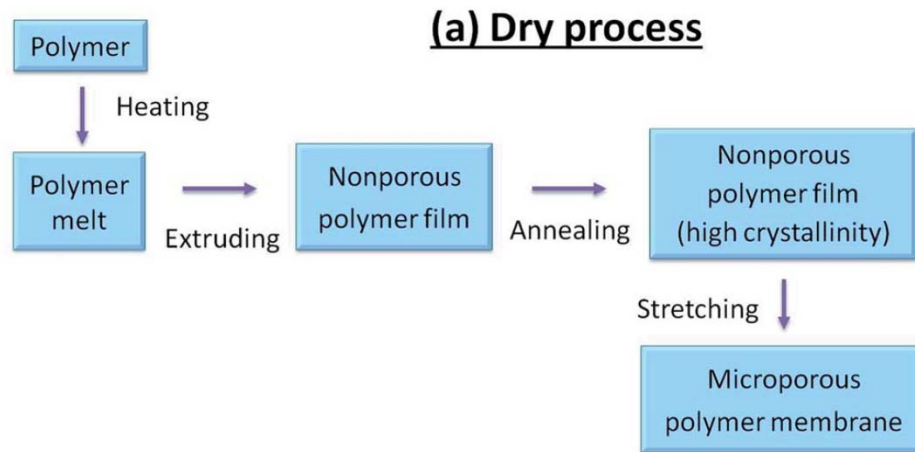 (a) Dry process
Polymer
Heating
Polymer
melt
Extruding
Nonporous
polymer film
Annealing
Nonporous
polymer film
(high crystallinity)
Stretching
Microporous
polymer membrane